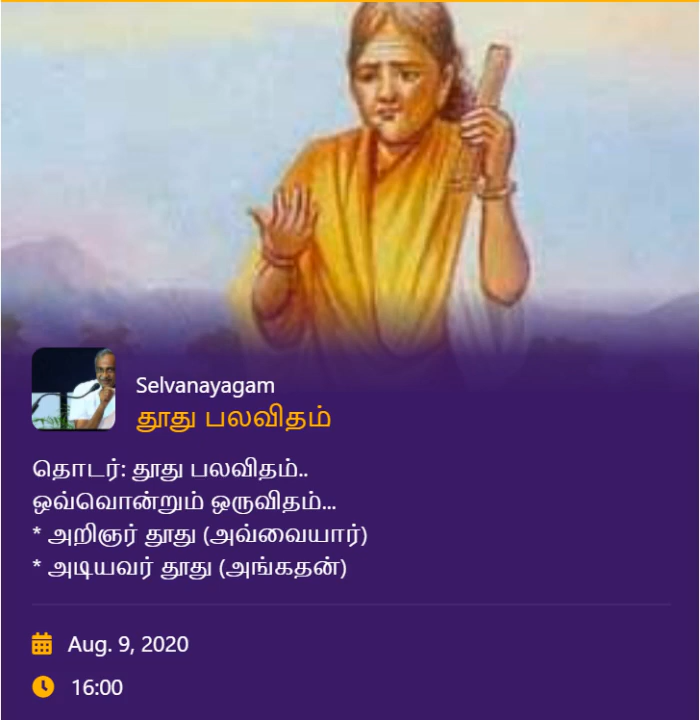 Selvanayagam
தூது பலவிதம்
தொடர்: தூது பலவிதம்..
ஒவ்வொன்றும் ஒருவிதம்...
* அறிஞர் தூது (அவ்வையார்)
* அடியவர் தூது (அங்கதன்)
Aug. 9, 2020
16:00